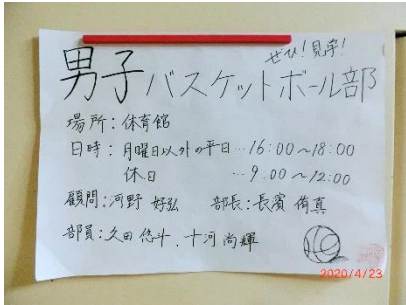 ぜひ!見学!
男子バスケットボール部
場所:体育館
日時:月曜日以外の平日…16:00~18:00
休日…9.00~12:00
顧問:河野 好弘 部長:長濱 侑真
部員:久田 悠斗、十河 尚輝
2020/4/23